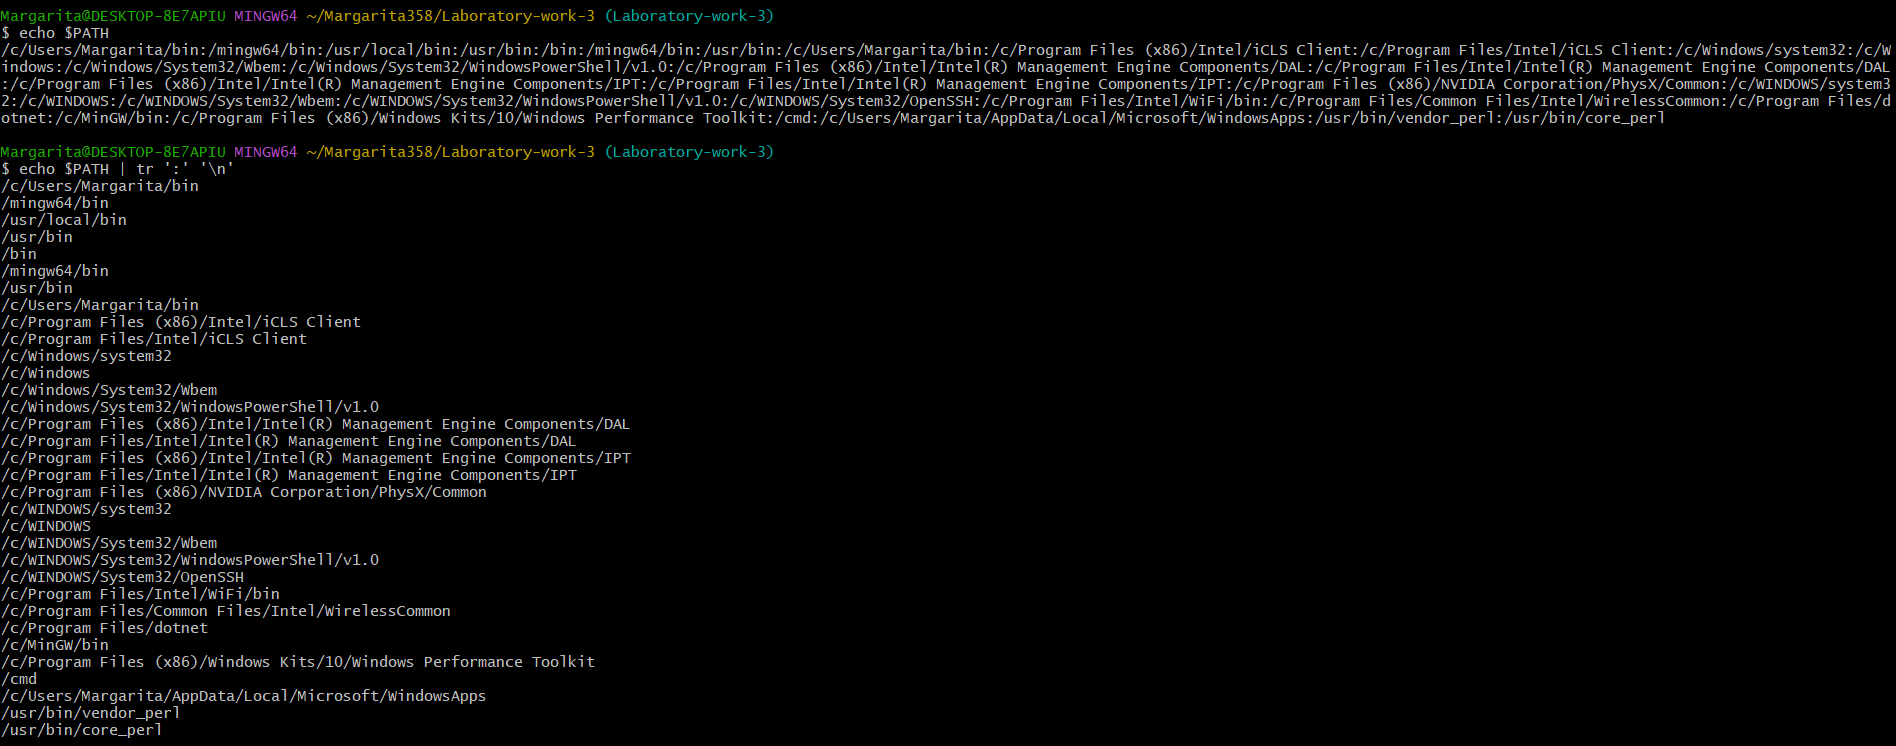 Margarita@DESKTOP-8E7APIU MINGW64 ~/Margarita358/Laboratory-work-3 (Laboratory-work-3)
$ echo $PATH
/c/Users/Margarita/bin:/mingw64/bin:/usr/local/bin:/usr/bin:/bin:/mingw64/bin:/usr/bin:/c/Users/Margarita/bin:/c/Program Files (x86)/Intel/iCLS Client:/c/Program Files/Intel/iCLS Client:/c/Windows/system32:/c/W
indows:/c/Windows/System32/Wbem:/c/Windows/System32/WindowsPowerShell/v1.0:/c/Program Files (x86)/Intel/Intel(R) Management Engine Components/DAL:/c/Program Files/Intel/Intel(R) Management Engine Components/DAL
:/c/Program Files (x86)/Intel/Intel(R) Management Engine Components/IPT:/c/Program Files/Intel/Intel(R) Management Engine Components/IPT:/c/Program Files (x86)/NVIDIA Corporation/PhysX/Common:/c/WINDOWS/system3
2:/c/WINDOWS:/c/WINDOWS/System32/Wbem:/c/WINDOWS/System32/WindowsPowerShell/v1.0:/c/WINDOWS/System32/OpenSSH:/c/Program Files/Intel/WiFi/bin:/c/Program Files/Common Files/Intel/WirelessCommon:/c/Program Files/d
otnet:/c/MinGW/bin:/c/Program Files (x86)/Windows Kits/10/Windows Performance Toolkit:/cmd:/c/Users/Margarita/AppData/Local/Microsoft/WindowsApps:/usr/bin/vendor_perl:/usr/bin/core_perl
Margarita@DESKTOP-8E7APIU MINGW64 ~/Margarita358/Laboratory-work-3 (Laboratory-work-3)
$ echo $PATH | tr ':' '\n'
/c/Users/Margarita/bin
/mingw64/bin
/usr/local/bin
/usr/bin
/bin
/mingw64/bin
/usr/bin
/c/Users/Margarita/bin
/c/Program Files (x86)/Intel/iCLS Client
/c/Program Files/Intel/iCLS Client
/c/Windows/system32
/c/Windows
/c/Windows/System32/Wbem
/c/Windows/System32/WindowsPowerShell/v1.0
/c/Program Files (x86)/Intel/Intel(R) Management Engine Components/DAL
/c/Program Files/Intel/Intel(R) Management Engine Components/DAL
/c/Program Files (x86)/Intel/Intel(R) Management Engine Components/IPT
/c/Program Files/Intel/Intel(R) Management Engine Components/IPT
/c/Program Files (x86)/NVIDIA Corporation/PhysX/Common
/c/WINDOWS/system32
/c/WINDOWS
/c/WINDOWS/System32/Wbem
/c/WINDOWS/System32/WindowsPowerShell/v1.0
/c/WINDOWS/System32/OpenSSH
/c/Program Files/Intel/WiFi/bin
/c/Program Files/Common Files/Intel/WirelessCommon
/c/Program Files/dotnet
/c/MinGW/bin
/c/Program Files (x86)/Windows Kits/10/Windows Performance Toolkit
/cmd
/c/Users/Margarita/AppData/Local/Microsoft/WindowsApps
/usr/bin/vendor_perl
/usr/bin/core_perl